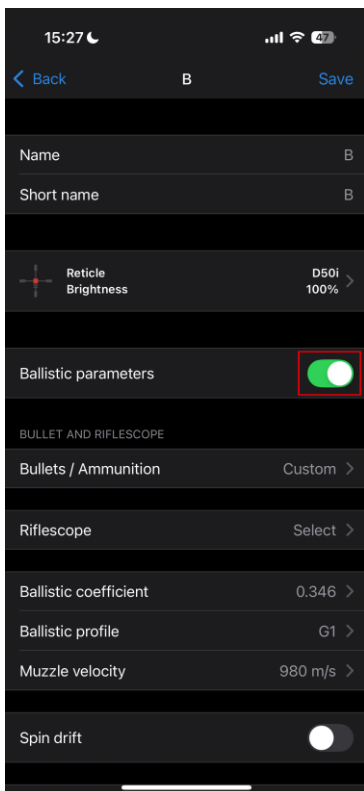 15:27
47
Back
B
Save
Name
B
Short name
B
Reticle
D50i
Brightness
100%
Ballistic parameters
BULLET AND RIFLESCOPE
Bullets / Ammunition
Custom
Riflescope
Select
Ballistic coefficient
0.346
Ballistic profile
G1
Muzzle velocity
980 m/s
Spin drift